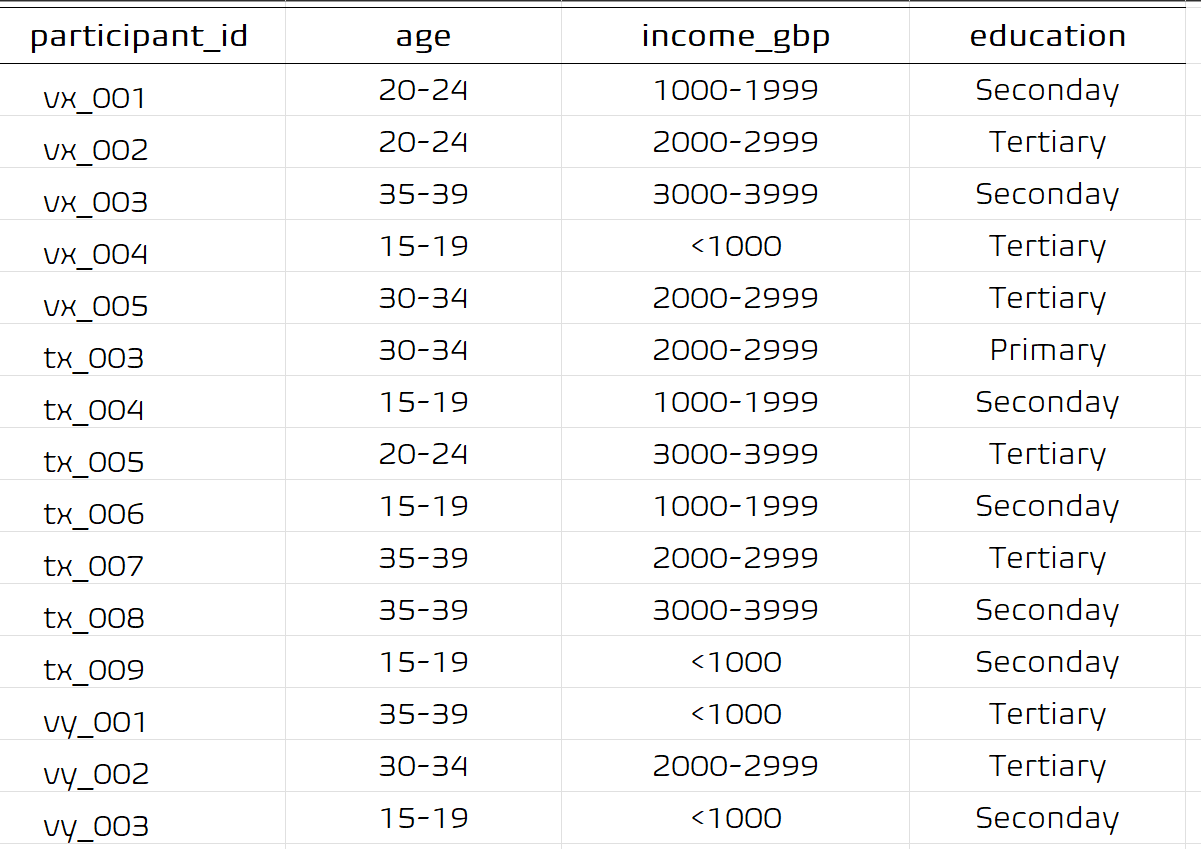 participant_id age income_gbp education
vx_001 20-24 1000-1999 Seconday
vx_002 20-24 2000-2999 Tertiary
vx_003 35-39 3000-3999 Seconday
vx_004 15-19 <1000 Tertiary
vx_005 30-34 2000-2999 Tertiary
tx_003 30-34 2000-2999 Primary
tx_004 15-19 1000-1999 Seconday
tx_005 20-24 3000-3999 Tertiary
tx_006 15-19 1000-1999 Seconday
tx_007 35-39 2000-2999 Tertiary
tx_008 35-39 3000-3999 Seconday
tx_009 15-19 <1000 Seconday
vy_001 35-39 <1000 Tertiary
vy_002 30-34 2000-2999 Tertiary
vy_003 15-19 <1000 Seconday